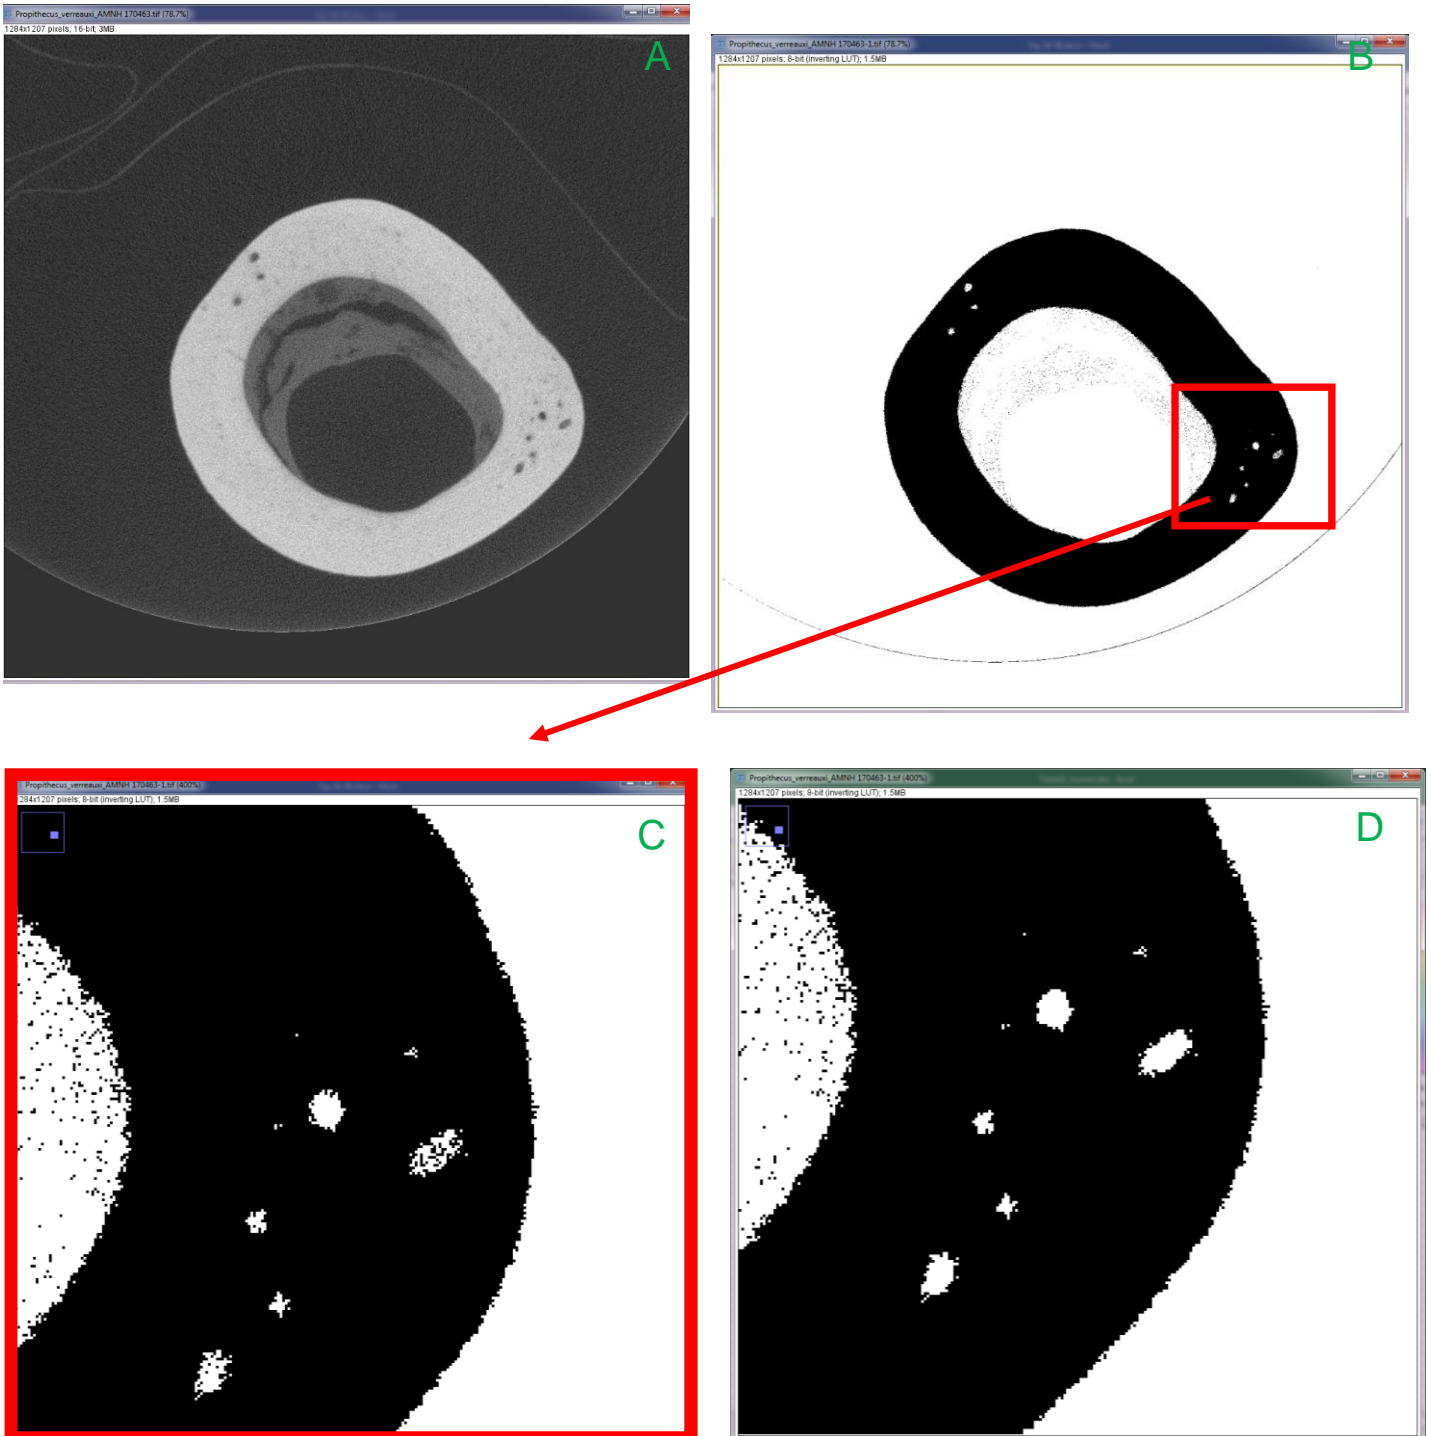 Propithecus_verreauxi_AMNH 170463.tif (78.7%)
1284x1207 pixels; 16-bit; 3MB
A
Propithecus_verreauxi_AMNH 170463-1.tif (78.7%)
1284x1207 pixels; 8-bit (inverting LUT); 1.5MB
B
Propithecus_verreauxi_AMNH 170463-1.tif (400%)
284x1207 pixels; 8-bit (inverting LUT); 1.5MB
C
Propithecus_verreauxi_AMNH 170463-1.tif (400%)
1284x1207 pixels; 8-bit (inverting LUT); 1.5MB
D